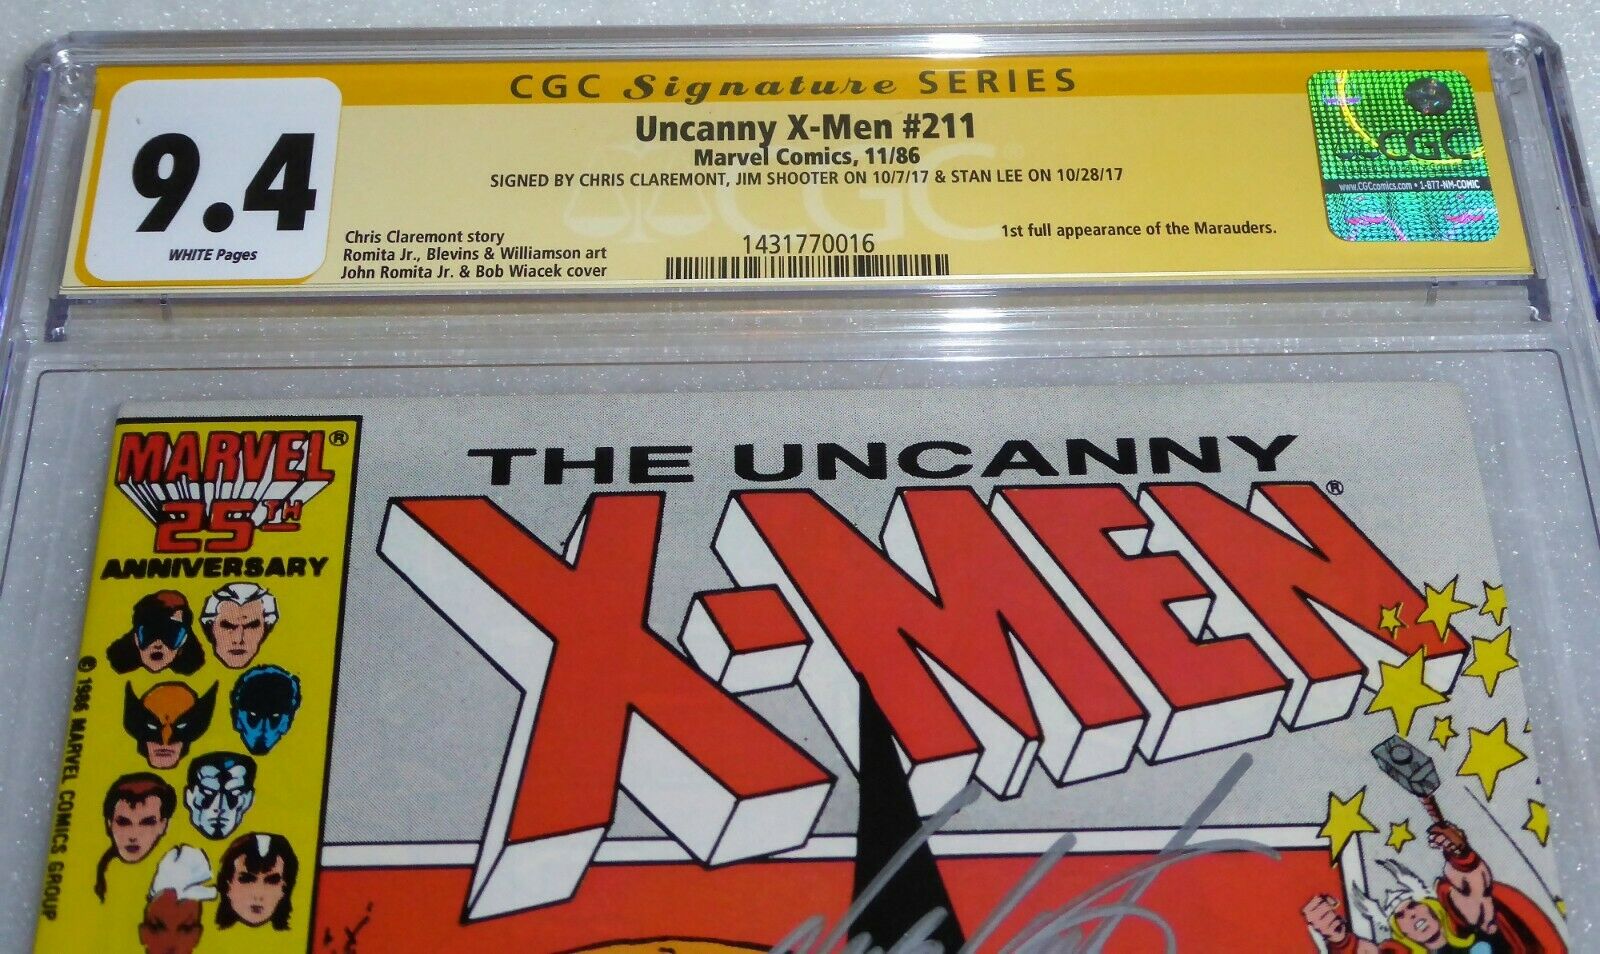 CGC Signature SERIES
9.4
WHITE Pages
Uncanny X-Men #211
Marvel Comics, 11/86
SIGNED BY CHRIS CLAREMONT, JIM SHOOTER ON 10/7/17 & STAN LEE ON 10/28/17
Chris Claremont story
Romita Jr., Blevins & Williamson art
John Romita Jr. & Bob Wiacek cover
1431770016
1st full appearance of the Marauders.
CGC
CGC
www.CGCcomics.com • 1-877-NM-COMIC
MARVEL®
25TH
ANNIVERSARY
© 1986 MARVEL COMICS GROUP
THE UNCANNY
X-MEN®